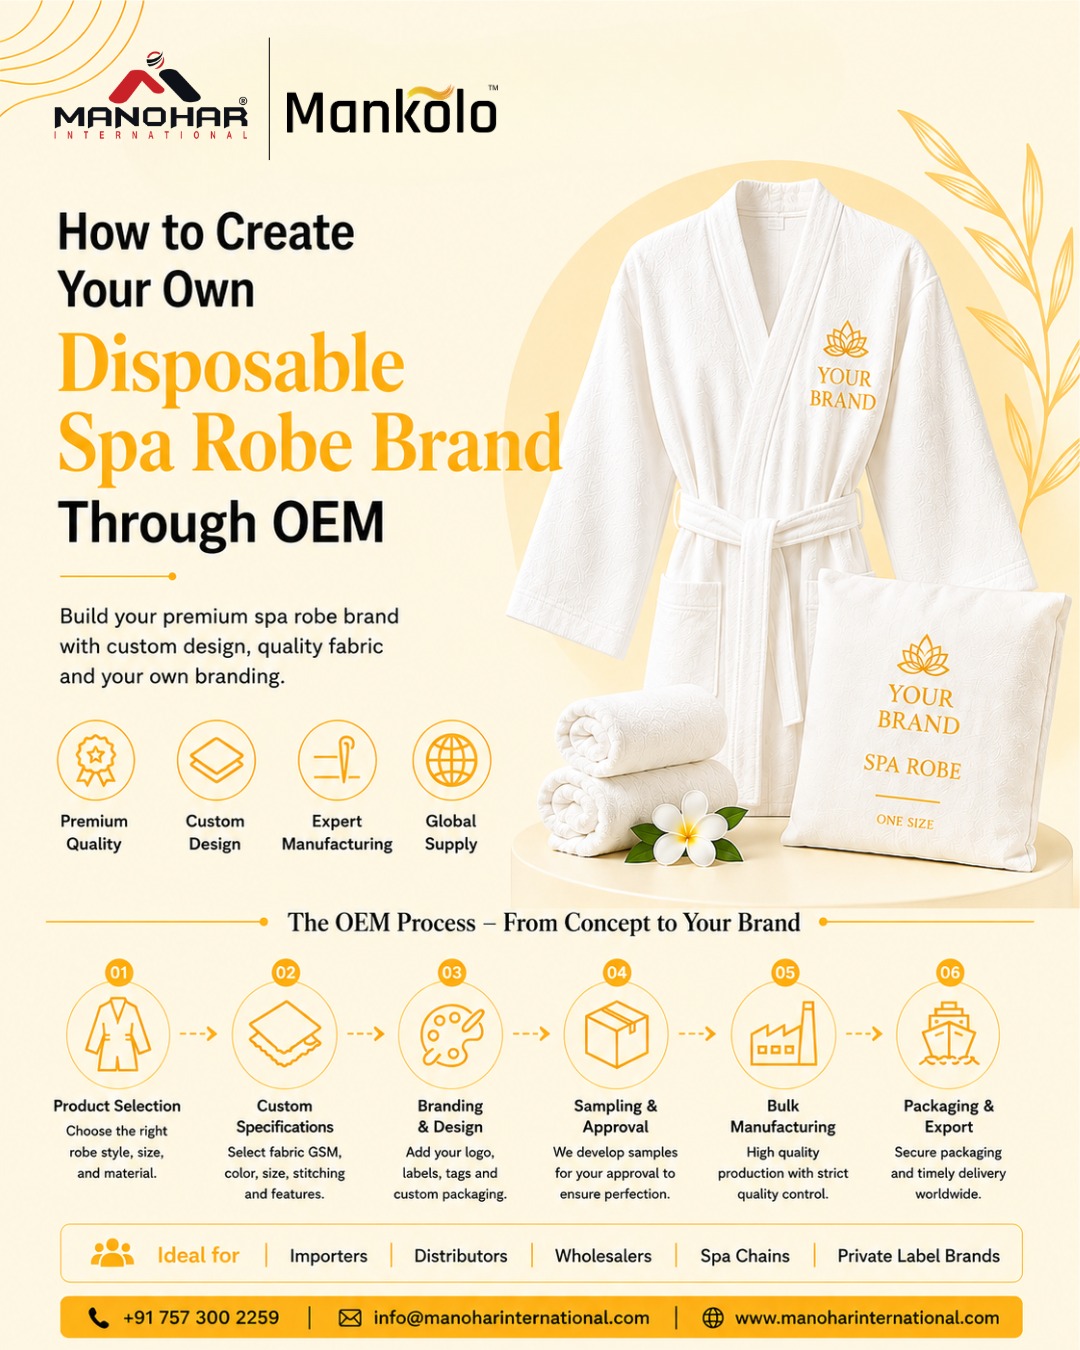 MANOHAR®
INTERNATIONAL
Mankolo™
How to Create
Your Own
Disposable
Spa Robe Brand
Through OEM
Build your premium spa robe brand
with custom design, quality fabric
and your own branding.
Premium
Quality
Custom
Design
Expert
Manufacturing
Global
Supply
YOUR
BRAND
YOUR
BRAND
SPA ROBE
ONE SIZE
The OEM Process – From Concept to Your Brand
01
Product Selection
Choose the right
robe style, size,
and material.
02
Custom
Specifications
Select fabric GSM,
color, size, stitching
and features.
03
Branding
& Design
Add your logo,
labels, tags and
custom packaging.
04
Sampling &
Approval
We develop samples
for your approval to
ensure perfection.
05
Bulk
Manufacturing
High quality
production with strict
quality control.
06
Packaging &
Export
Secure packaging
and timely delivery
worldwide.
Ideal for | Importers | Distributors | Wholesalers | Spa Chains | Private Label Brands
+91 757 300 2259 | info@manoharinternational.com | www.manoharinternational.com